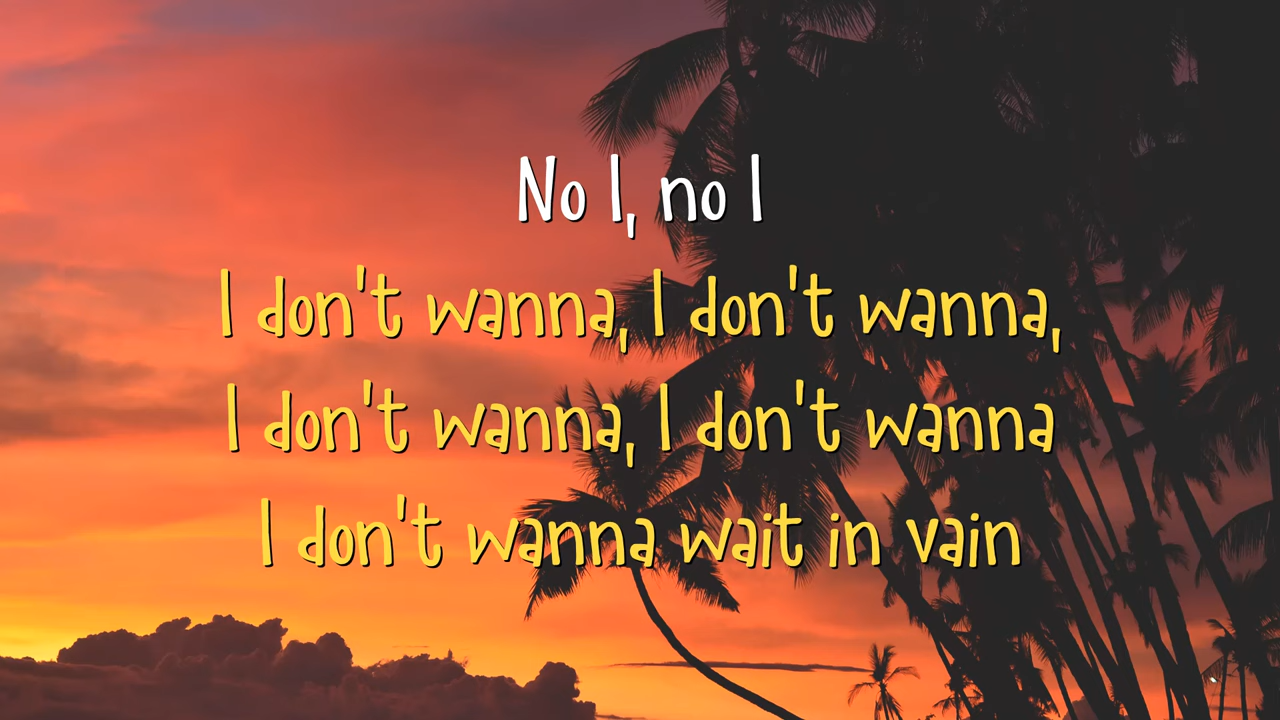 No I, no I
I don't wanna, I don't wanna,
I don't wanna, I don't wanna
I don't wanna wait in vain